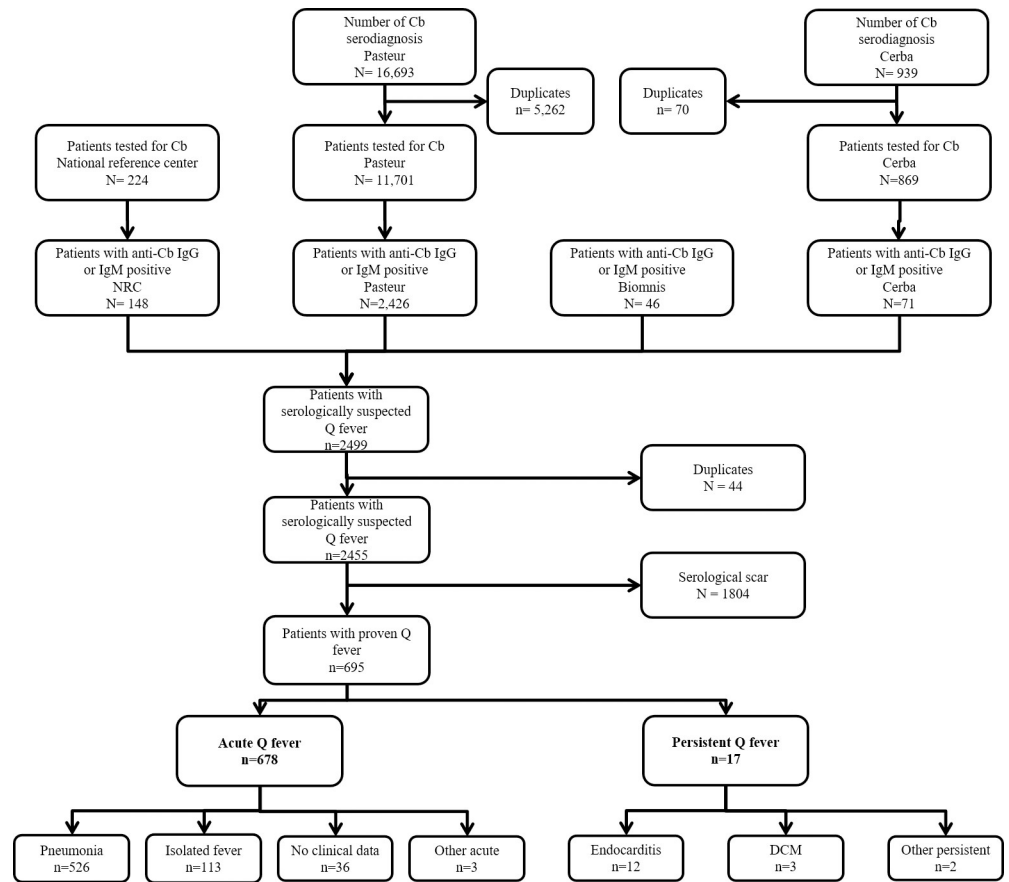 Number of Cb
serodiagnosis
Pasteur
N= 16,693
Number of Cb
serodiagnosis
Cerba
N= 939
Duplicates
n= 5,262
Duplicates
n= 70
Patients tested for Cb
National reference center
N= 224
Patients tested for Cb
Pasteur
N= 11,701
Patients tested for Cb
Cerba
N=869
Patients with anti-Cb IgG
or IgM positive
NRC
N= 148
Patients with anti-Cb IgG
or IgM positive
Pasteur
N=2,426
Patients with anti-Cb IgG
or IgM positive
Biomnis
N= 46
Patients with anti-Cb IgG
or IgM positive
Cerba
N=71
Patients with
serologically suspected
Q fever
n=2499
Duplicates
N = 44
Patients with
serologically suspected
Q fever
n=2455
Serological scar
N = 1804
Patients with proven Q
fever
n=695
Acute Q fever
n=678
Persistent Q fever
n=17
Pneumonia
n=526
Isolated fever
n=113
No clinical data
n=36
Other acute
n=3
Endocarditis
n=12
DCM
n=3
Other persistent
n=2